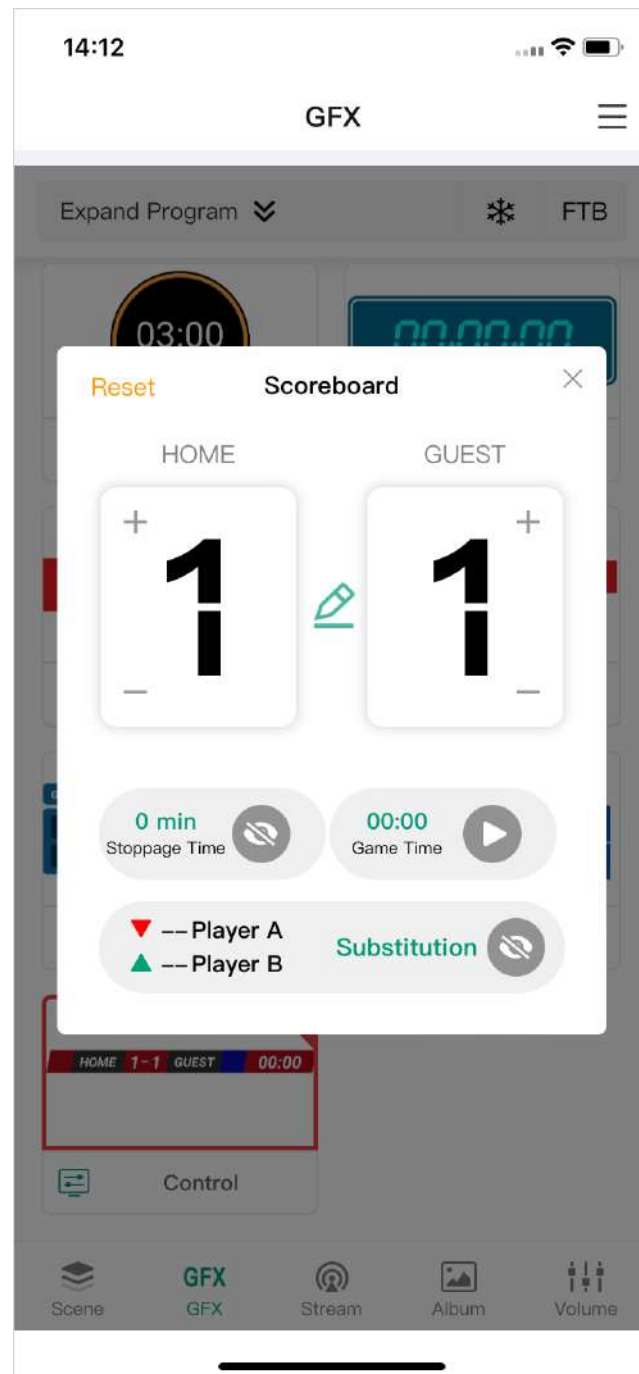 14:12
GFX
Expand Program FTB
03:00
00:00:00
Reset Scoreboard
HOME GUEST
+ +
1 1
− −
0 min 00:00
Stoppage Time Game Time
--Player A
Substitution
--Player B
HOME 1-1 GUEST 00:00
Control
GFX
Scene GFX Stream Album Volume